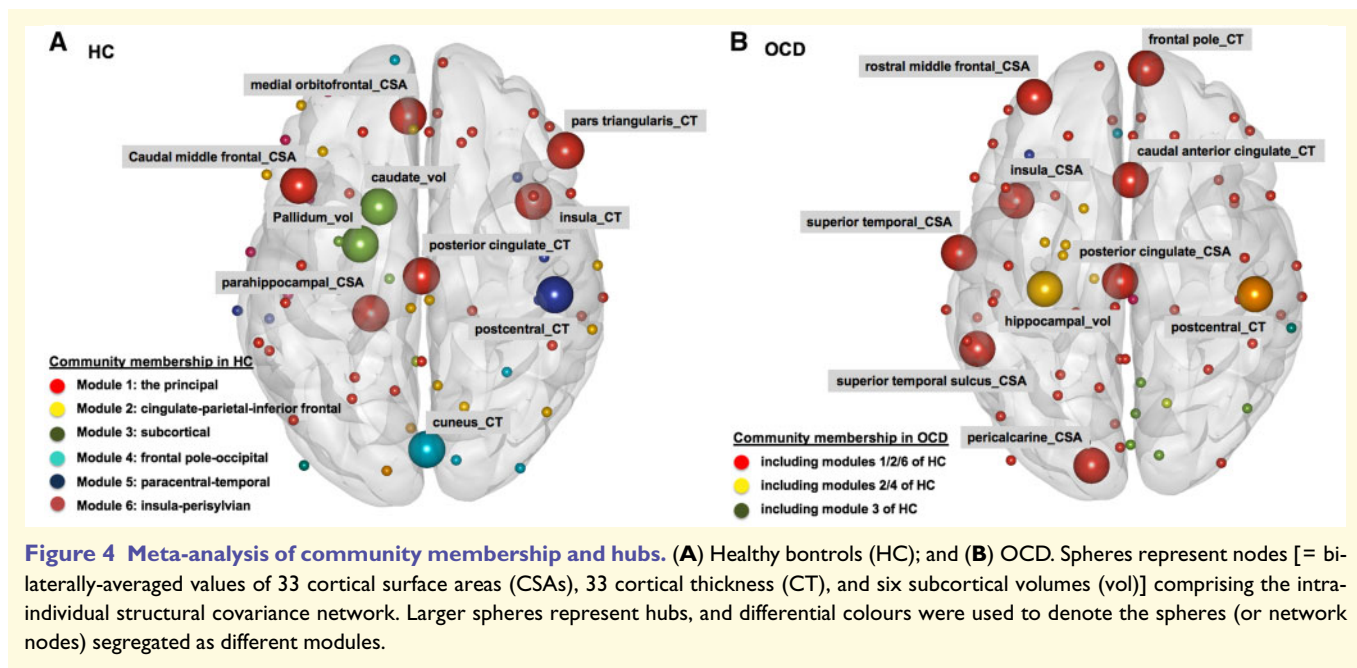 A HC
medial orbitofrontal_CSA
pars triangularis_CT
Caudal middle frontal_CSA
caudate_vol
Pallidum_vol
insula_CT
posterior cingulate_CT
parahippocampal_CSA
postcentral_CT
cuneus_CT
Community membership in HC
Module 1: the principal
Module 2: cingulate-parietal-inferior frontal
Module 3: subcortical
Module 4: frontal pole-occipital
Module 5: paracentral-temporal
Module 6: insula-perisylvian
B OCD
frontal pole_CT
rostral middle frontal_CSA
caudal anterior cingulate_CT
insula_CSA
superior temporal_CSA
posterior cingulate_CSA
hippocampal_vol
postcentral_CT
superior temporal sulcus_CSA
pericalcarine_CSA
Community membership in OCD
including modules 1/2/6 of HC
including modules 2/4 of HC
including module 3 of HC
Figure 4 Meta-analysis of community membership and hubs. (A) Healthy bontrols (HC); and (B) OCD. Spheres represent nodes [= bi-
laterally-averaged values of 33 cortical surface areas (CSAs), 33 cortical thickness (CT), and six subcortical volumes (vol)] comprising the intra-
individual structural covariance network. Larger spheres represent hubs, and differential colours were used to denote the spheres (or network
nodes) segregated as different modules.